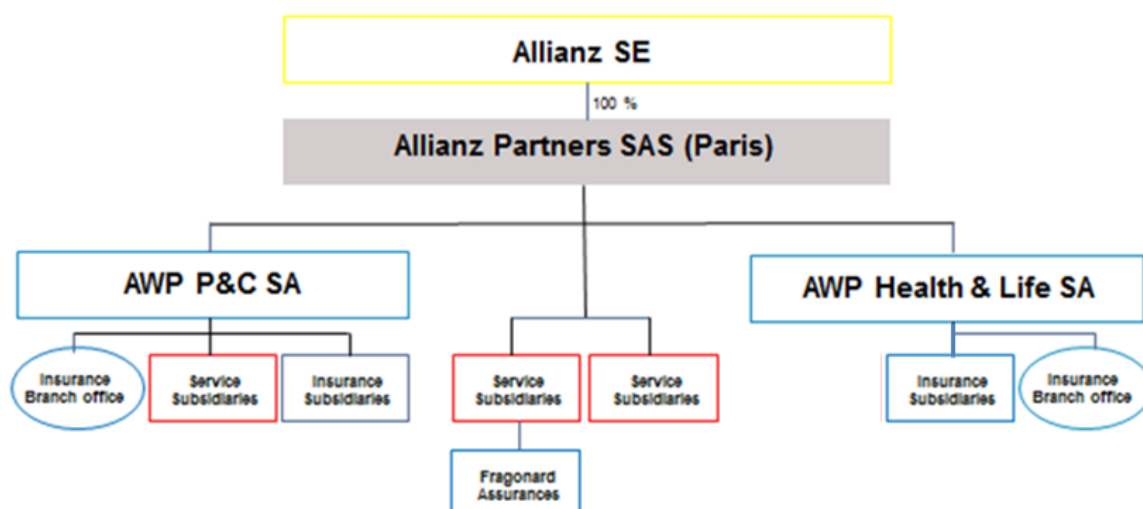 Allianz SE
100 %
Allianz Partners SAS (Paris)
AWP P&C SA
AWP Health & Life SA
Insurance
Branch office
Service
Subsidiaries
Insurance
Subsidiaries
Service
Subsidiaries
Service
Subsidiaries
Insurance
Subsidiaries
Insurance
Branch office
Fragonard
Assurances